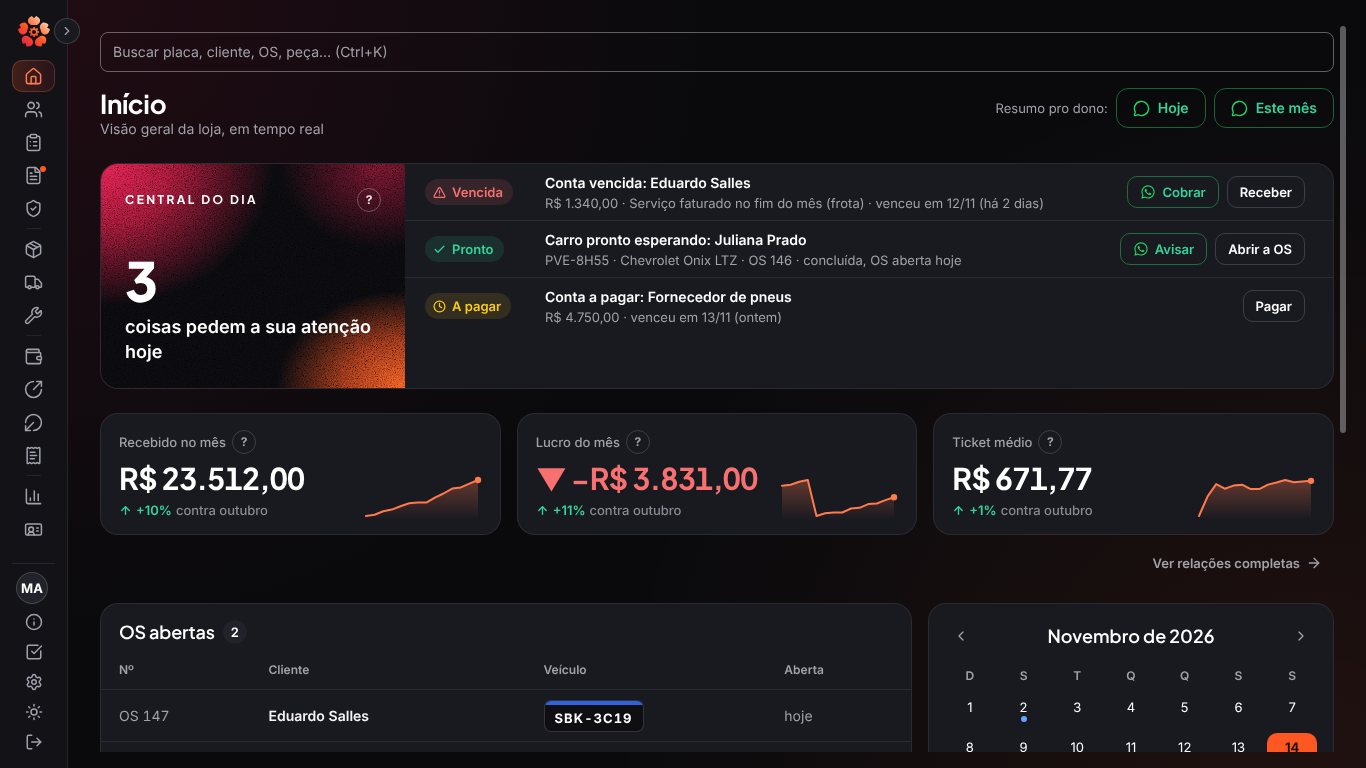 Buscar placa, cliente, OS, peça... (Ctrl+K)
Início
Visão geral da loja, em tempo real
Resumo pro dono:
Hoje
Este mês
CENTRAL DO DIA
?
3
coisas pedem a sua atenção
hoje
Vencida
Conta vencida: Eduardo Salles
R$ 1.340,00 · Serviço faturado no fim do mês (frota) · venceu em 12/11 (há 2 dias)
Cobrar
Receber
Pronto
Carro pronto esperando: Juliana Prado
PVE-8H55 · Chevrolet Onix LTZ · OS 146 · concluída, OS aberta hoje
Avisar
Abrir a OS
A pagar
Conta a pagar: Fornecedor de pneus
R$ 4.750,00 · venceu em 13/11 (ontem)
Pagar
Recebido no mês ?
R$ 23.512,00
+10% contra outubro
Lucro do mês ?
▼ −R$ 3.831,00
+11% contra outubro
Ticket médio ?
R$ 671,77
+1% contra outubro
Ver relações completas →
OS abertas 2
Nº Cliente Veículo Aberta
OS 147 Eduardo Salles SBK-3C19 hoje
Novembro de 2026
D S T Q Q S S
1 2 3 4 5 6 7
8 9 10 11 12 13 14
MA